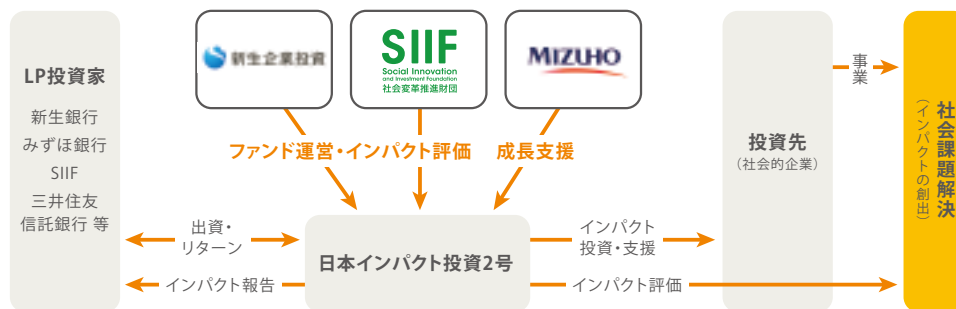 LP投資家
新生銀行
みずほ銀行
SIIF
三井住友
信託銀行 等
新生企業投資
SIIF
Social Innovation
and Investment Foundation
社会変革推進財団
MIZUHO
ファンド運営・インパクト評価
成長支援
出資・
リターン
インパクト報告
日本インパクト投資2号
インパクト
投資・支援
インパクト評価
投資先
（社会的企業）
事業
社会課題解決
（インパクトの創出）